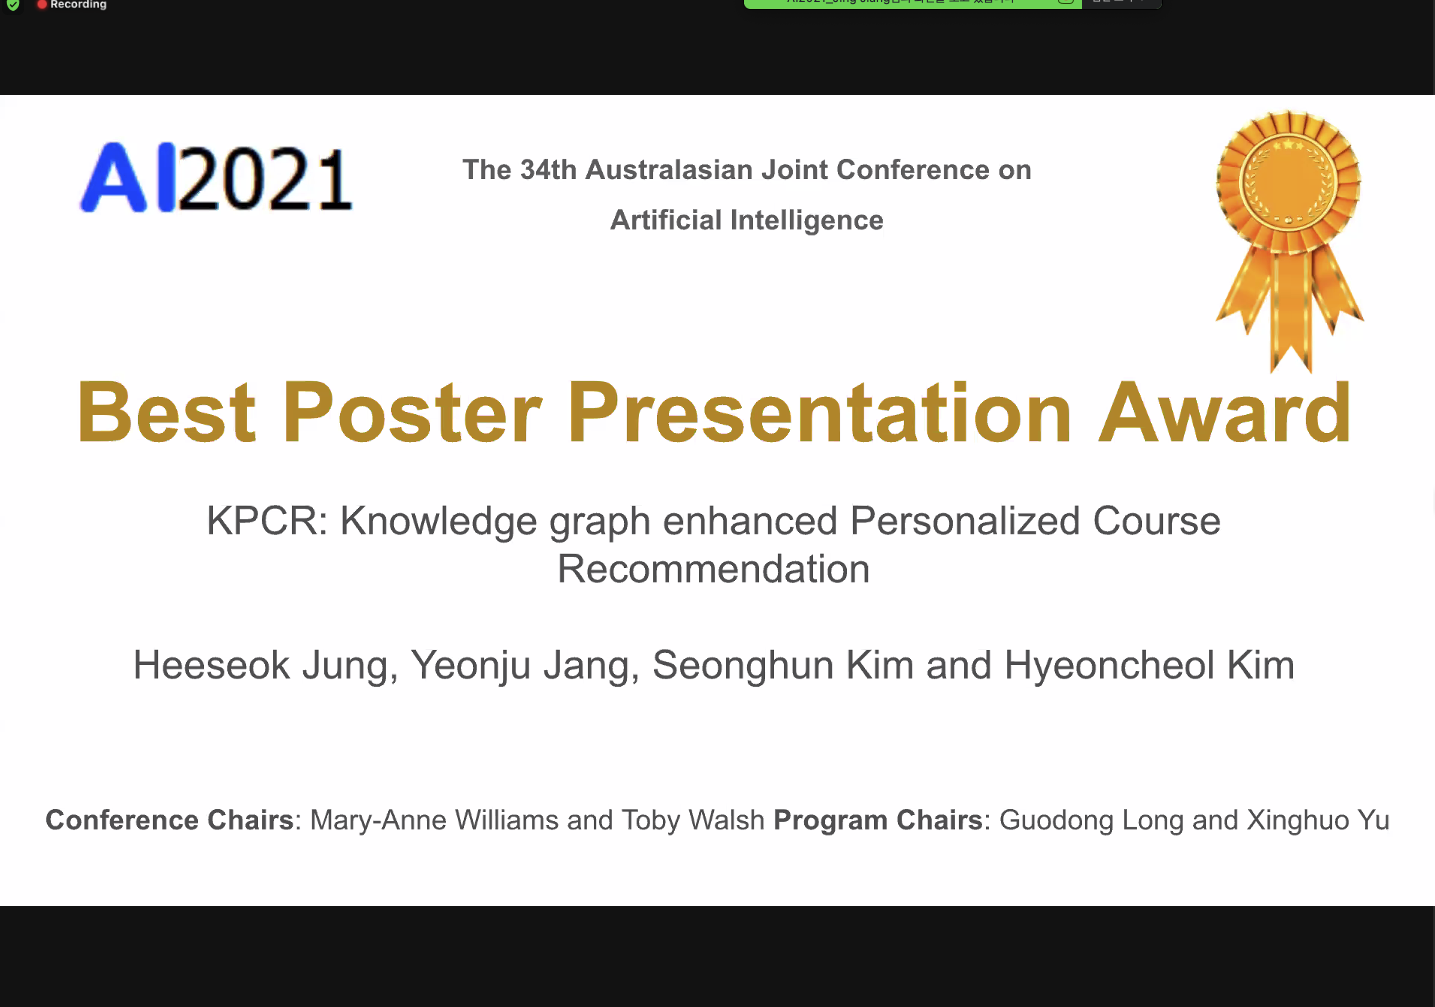 Recording
AI2021
The 34th Australasian Joint Conference on
Artificial Intelligence
Best Poster Presentation Award
KPCR: Knowledge graph enhanced Personalized Course
Recommendation
Heeseok Jung, Yeonju Jang, Seonghun Kim and Hyeoncheol Kim
Conference Chairs: Mary-Anne Williams and Toby Walsh Program Chairs: Guodong Long and Xinghuo Yu